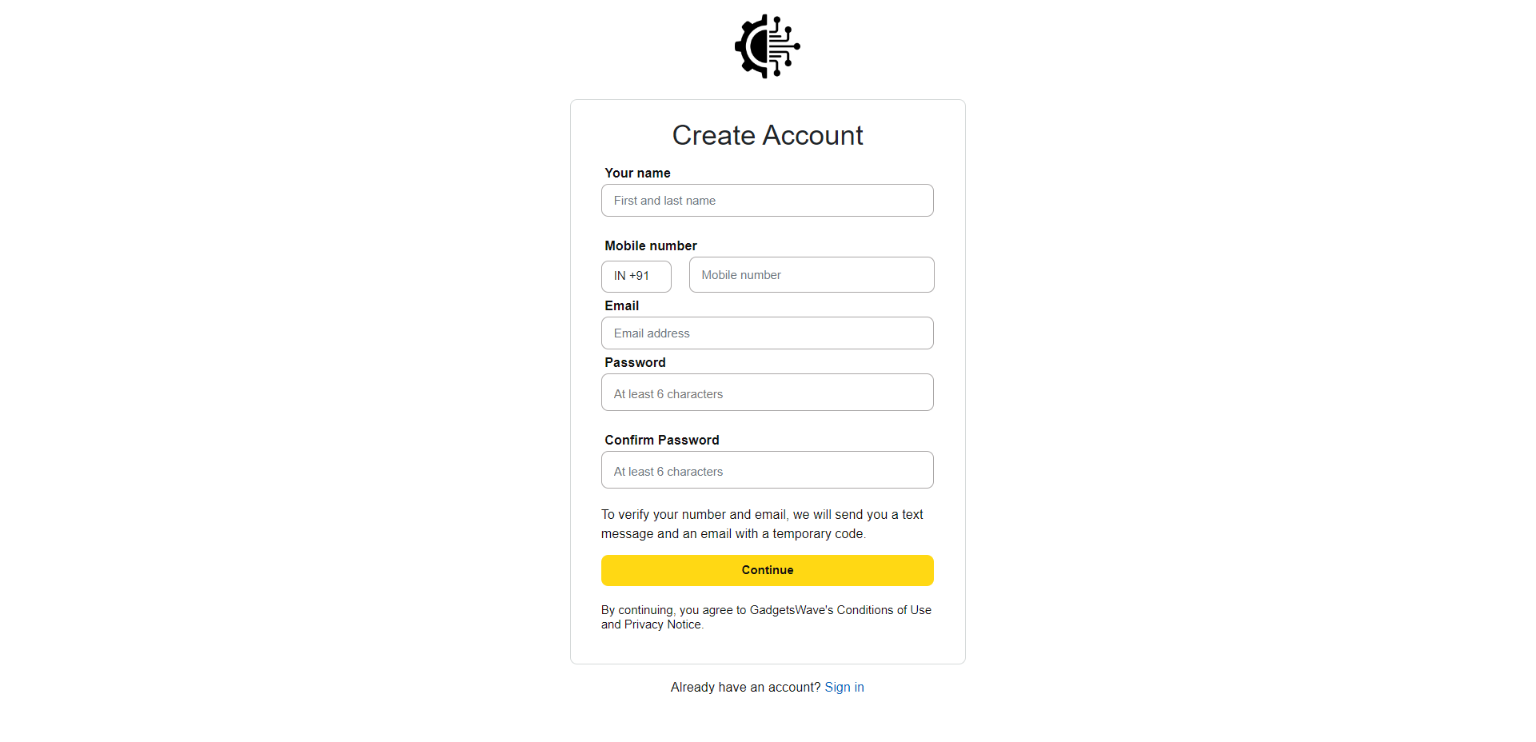 Create Account
Your name
First and last name
Mobile number
IN +91 Mobile number
Email
Email address
Password
At least 6 characters
Confirm Password
At least 6 characters
To verify your number and email, we will send you a text
message and an email with a temporary code.
Continue
By continuing, you agree to GadgetsWave's Conditions of Use
and Privacy Notice.
Already have an account? Sign in